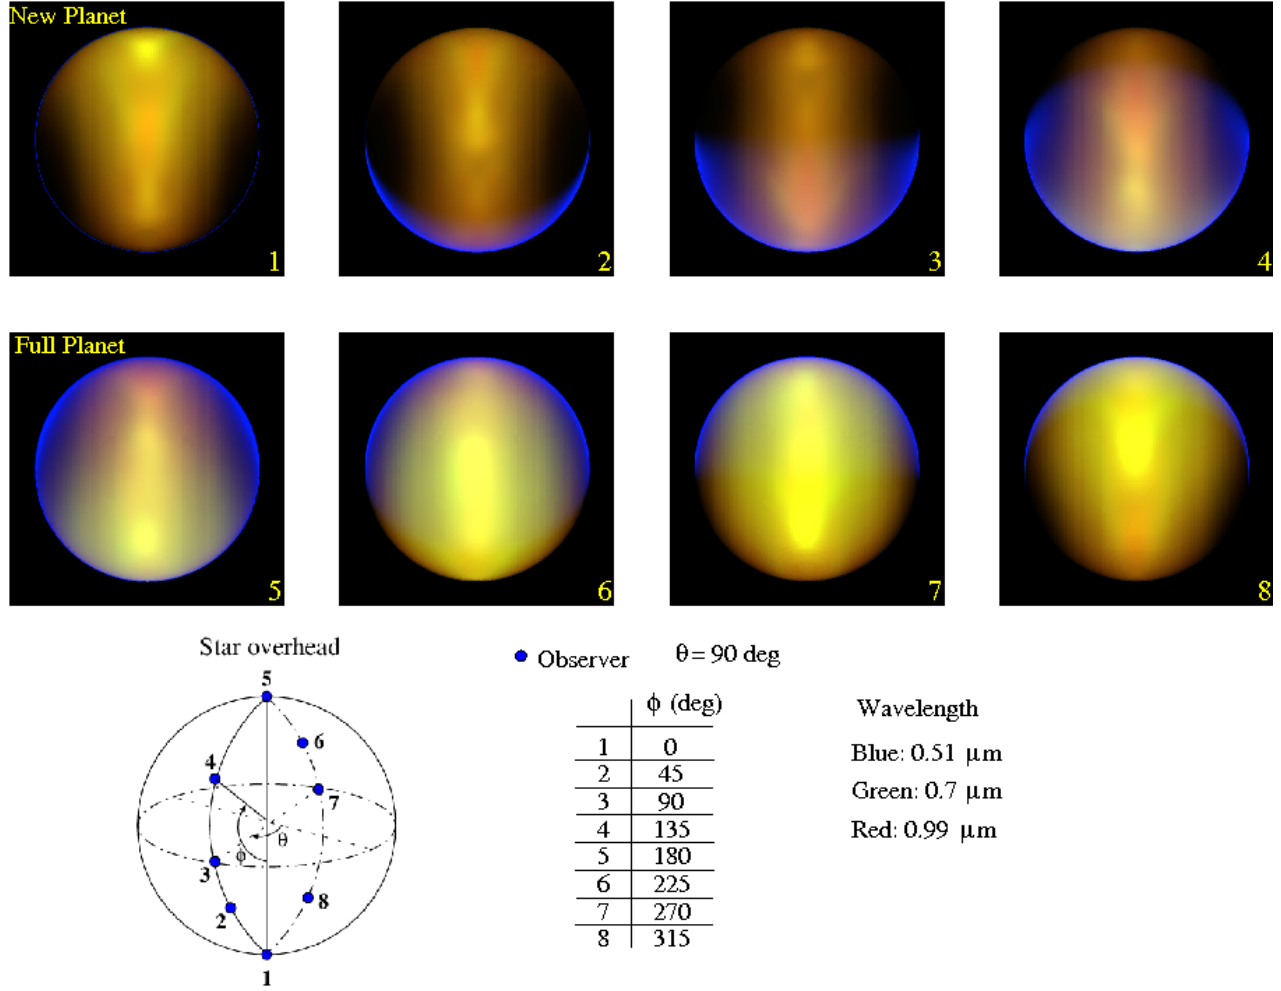 New Planet
1
2
3
4
Full Planet
5
6
7
8
Star overhead
5
6
4
7
θ
φ
3
2
8
1
Observer θ = 90 deg
φ (deg)
1 0
2 45
3 90
4 135
5 180
6 225
7 270
8 315
Wavelength
Blue: 0.51 μm
Green: 0.7 μm
Red: 0.99 μm